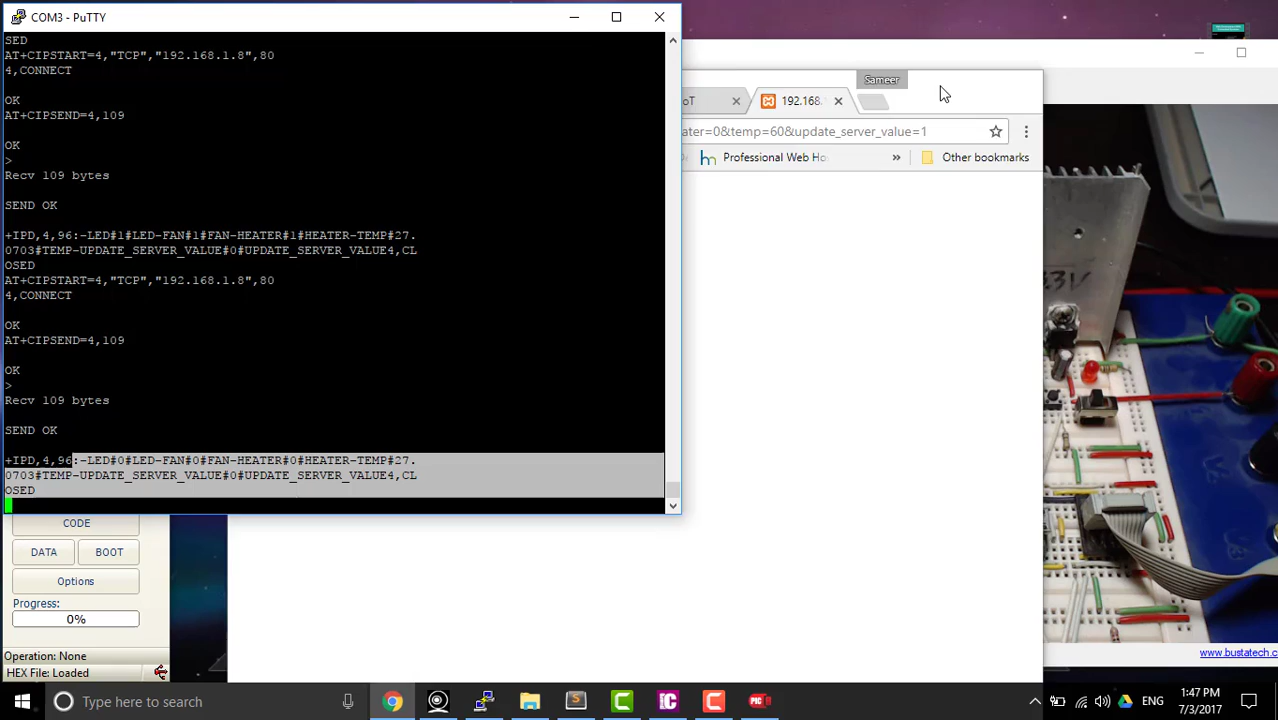 COM3 - PuTTY
SED
AT+CIPSTART=4,"TCP","192.168.1.8",80
4,CONNECT
OK
AT+CIPSEND=4,109
OK
>
Recv 109 bytes
SEND OK
+IPD,4,96:-LED#1#LED-FAN#1#FAN-HEATER#1#HEATER-TEMP#27.
0703#TEMP-UPDATE_SERVER_VALUE#0#UPDATE_SERVER_VALUE4,CL
OSED
AT+CIPSTART=4,"TCP","192.168.1.8",80
4,CONNECT
OK
AT+CIPSEND=4,109
OK
>
Recv 109 bytes
SEND OK
+IPD,4,96:-LED#0#LED-FAN#0#FAN-HEATER#0#HEATER-TEMP#27.
0703#TEMP-UPDATE_SERVER_VALUE#0#UPDATE_SERVER_VALUE4,CL
OSED
Sameer
oT
192.168.
ater=0&temp=60&update_server_value=1
Professional Web Ho
»
Other bookmarks
3V
CODE
DATA
BOOT
Options
Progress:
0%
Operation: None
HEX File: Loaded
www.bustatech.c
Type here to search
ENG
1:47 PM
7/3/2017